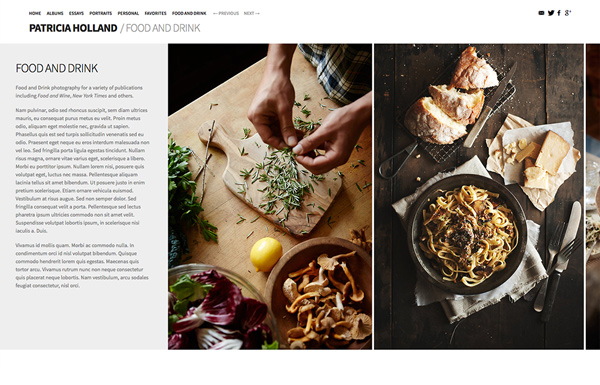 HOME ALBUMS ESSAYS PORTRAITS PERSONAL FAVORITES FOOD AND DRINK ← PREVIOUS NEXT →
PATRICIA HOLLAND / FOOD AND DRINK
FOOD AND DRINK
Food and Drink photography for a variety of publications
including Food and Wine, New York Times and others.
Nam pulvinar, odio sed rhoncus suscipit, sem diam ultrices
mauris, eu consequat purus metus eu velit. Proin metus
odio, aliquam eget molestie nec, gravida ut sapien.
Phasellus quis est sed turpis sollicitudin venenatis sed eu
odio. Praesent eget neque eu eros interdum malesuada non
vel leo. Sed fringilla porta ligula egestas tincidunt. Nullam
risus magna, ornare vitae varius eget, scelerisque a libero.
Morbi eu porttitor ipsum. Nullam lorem nisi, posuere quis
volutpat eget, luctus nec magna. Pellentesque aliquam
lacinia tellus sit amet bibendum. Ut posuere justo in enim
pretium scelerisque. Etiam ornare vehicula euismod.
Vestibulum at risus augue. Sed non semper dolor. Sed
fringilla consequat velit a porta. Pellentesque sed lectus
pharetra ipsum ultricies commodo non sit amet velit.
Suspendisse volutpat lobortis ipsum, in scelerisque nisi
iaculis a. Duis.
Vivamus id mollis quam. Morbi ac commodo nulla. In
condimentum orci id nisl volutpat bibendum. Quisque
commodo hendrerit lorem quis egestas. Maecenas quis
tortor arcu. Vivamus rutrum nunc non neque consectetur
quis placerat neque lobortis. Nam vestibulum, arcu sodales
feugiat consectetur, nisl orci.